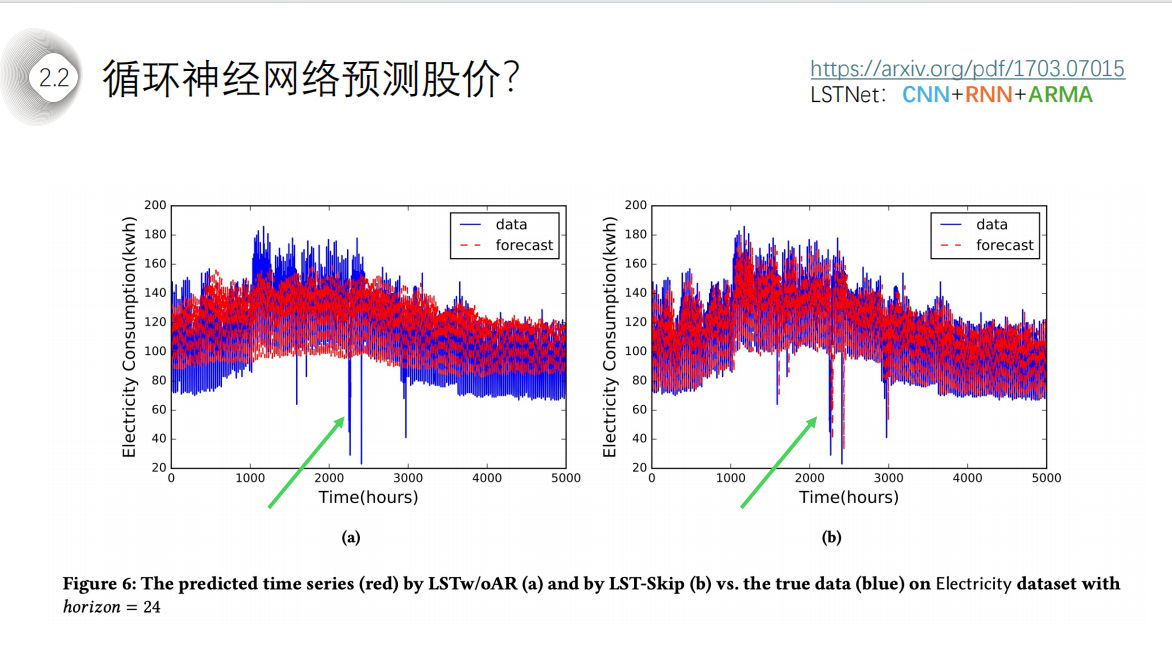 2.2
循环神经网络预测股价?
https://arxiv.org/pdf/1703.07015
LSTNet: CNN+RNN+ARMA
200
180
160
140
120
100
80
60
40
20
Electricity Consumption(kwh)
data
forecast
0 1000 2000 3000 4000 5000
Time(hours)
(a)
200
180
160
140
120
100
80
60
40
20
Electricity Consumption(kwh)
data
forecast
0 1000 2000 3000 4000 5000
Time(hours)
(b)
Figure 6: The predicted time series (red) by LSTw/oAR (a) and by LST-Skip (b) vs. the true data (blue) on Electricity dataset with
horizon = 24